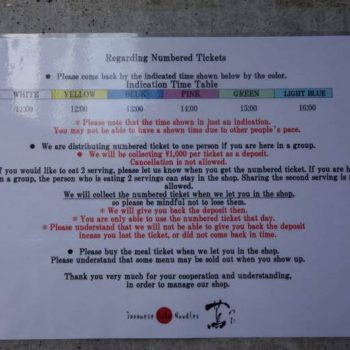 Regarding Numbered Tickets
● Please come back by the indicated time shown below by the color.
Indication Time Table
WHITE YELLOW BLUE PINK GREEN LIGHT BLUE
11:00 12:00 13:00 14:00 15:00 16:00
● Please note that the time shown in just an indication.
You may not be able to have a shown time due to other people's pace.
● We are distributing numbered ticket to one person if you are here in a group.
● We will be collecting ¥1,000 per ticket as a deposit.
Cancellation is not allowed.
If you would like to eat 2 serving, please let us know when you get the numbered ticket. If you are here
in a group, the person who is eating 2 servings can stay in the shop. Sharing the second serving is not
allowed.
We will collect the numbered ticket when we let you in the shop,
so please be mindful not to lose them.
● We will give you back the deposit then.
● You are only able to use the numbered ticket that day.
● Please understand that we will not be able to give you back the deposit
incase you lost the ticket, or did not come back in time.
● Please buy the meal ticket when we let you in the shop.
Please understand that some menu may be sold out when you show up.
Thank you very much for your cooperation and understanding,
in order to manage our shop.
Japanese Soba Noodles 蔦